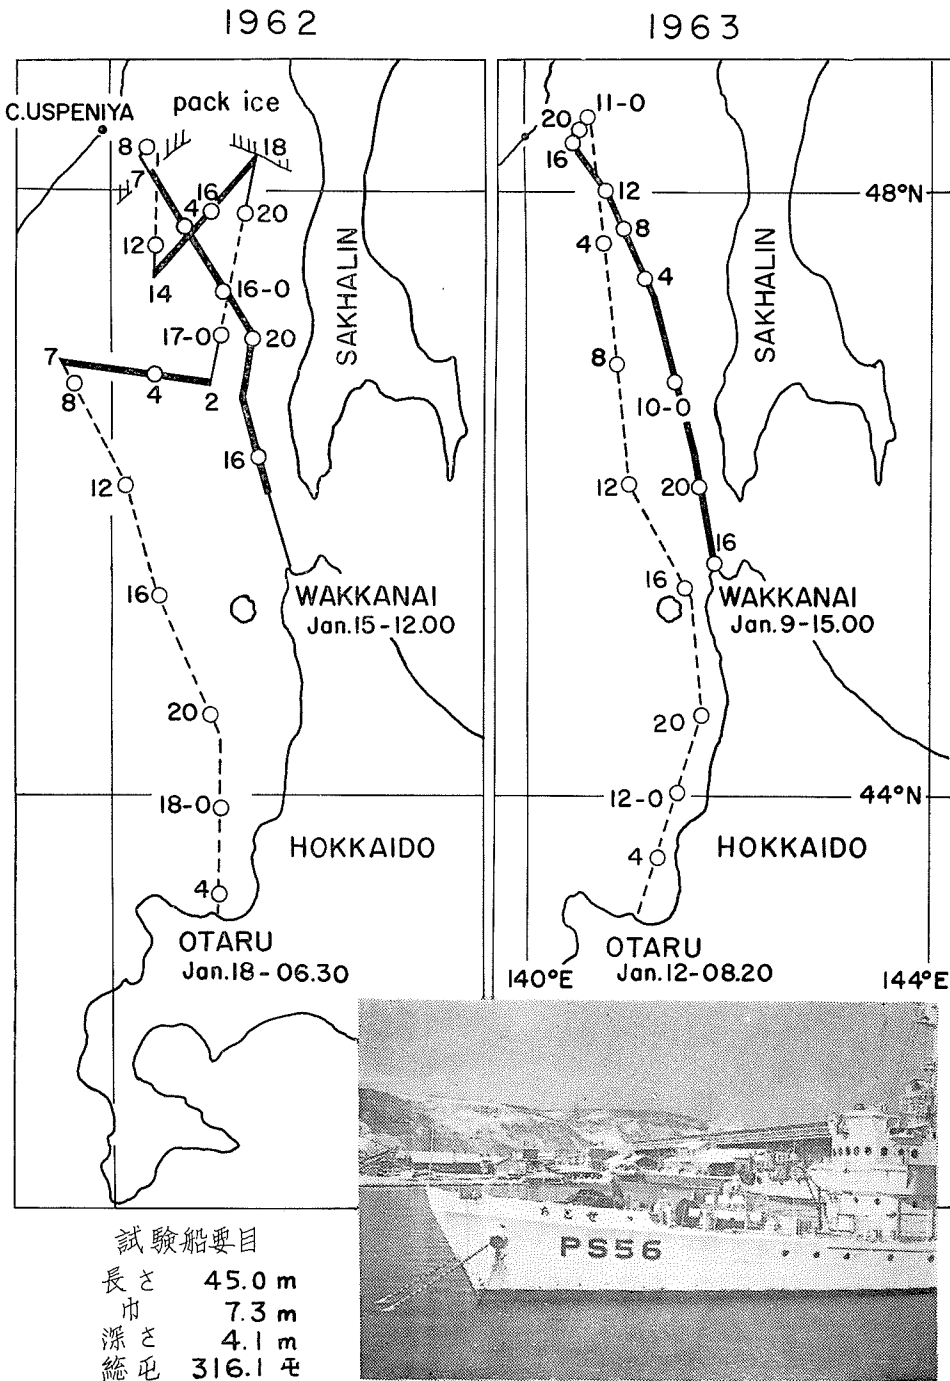 1962
1963
C.USPENIYA
pack ice
8
7
18
16
4
20
12
14
16-0
17-0
20
7
8
4
2
16
12
16
WAKKANAI
Jan.15-12.00
20
18-0
HOKKAIDO
4
OTARU
Jan.18-06.30
SAKHALIN
11-0
20
16
12
48°N
8
4
4
SAKHALIN
8
10-0
12
20
16
16
WAKKANAI
Jan.9-15.00
20
12-0
44°N
4
HOKKAIDO
OTARU
Jan.12-08.20
140°E
144°E
ちとせ
PS56
試験船要目
長さ 45.0 m
巾 7.3 m
深さ 4.1 m
総屯 316.1 屯